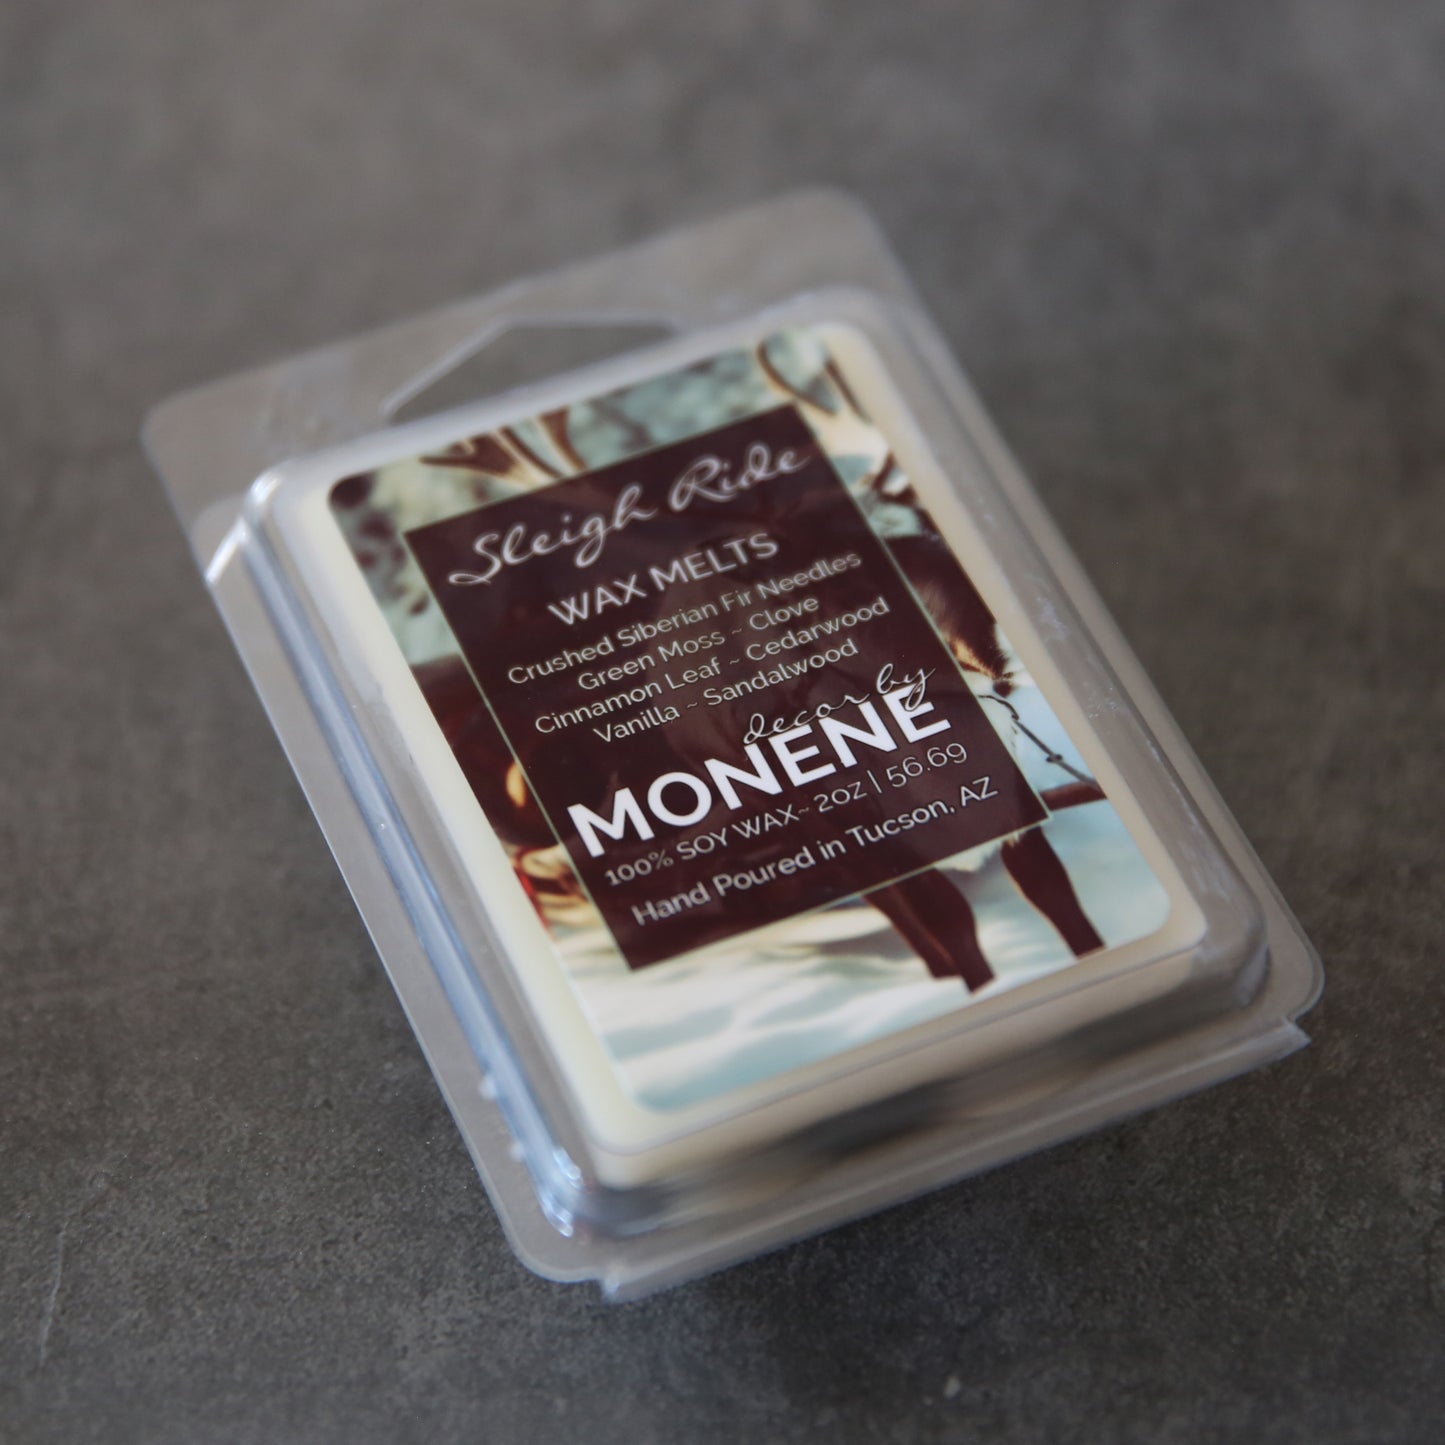 Sleigh Ride
WAX MELTS
Crushed Siberian Fir Needles
Green Moss ~ Clove
Cinnamon Leaf ~ Cedarwood
Vanilla ~ Sandalwood
decor by
MONENE
100% SOY WAX~ 2oz | 56.69
Hand Poured in Tucson, AZ